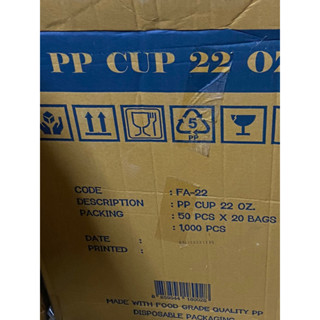 PP CUP 22 OZ
5
PP
CODE : FA-22
DESCRIPTION : PP CUP 22 OZ.
PACKING : 50 PCS X 20 BAGS
: 1,000 PCS
DATE :
PRINTED :
MADE WITH FOOD GRADE QUALITY PP
DISPOSABLE PACKAGING